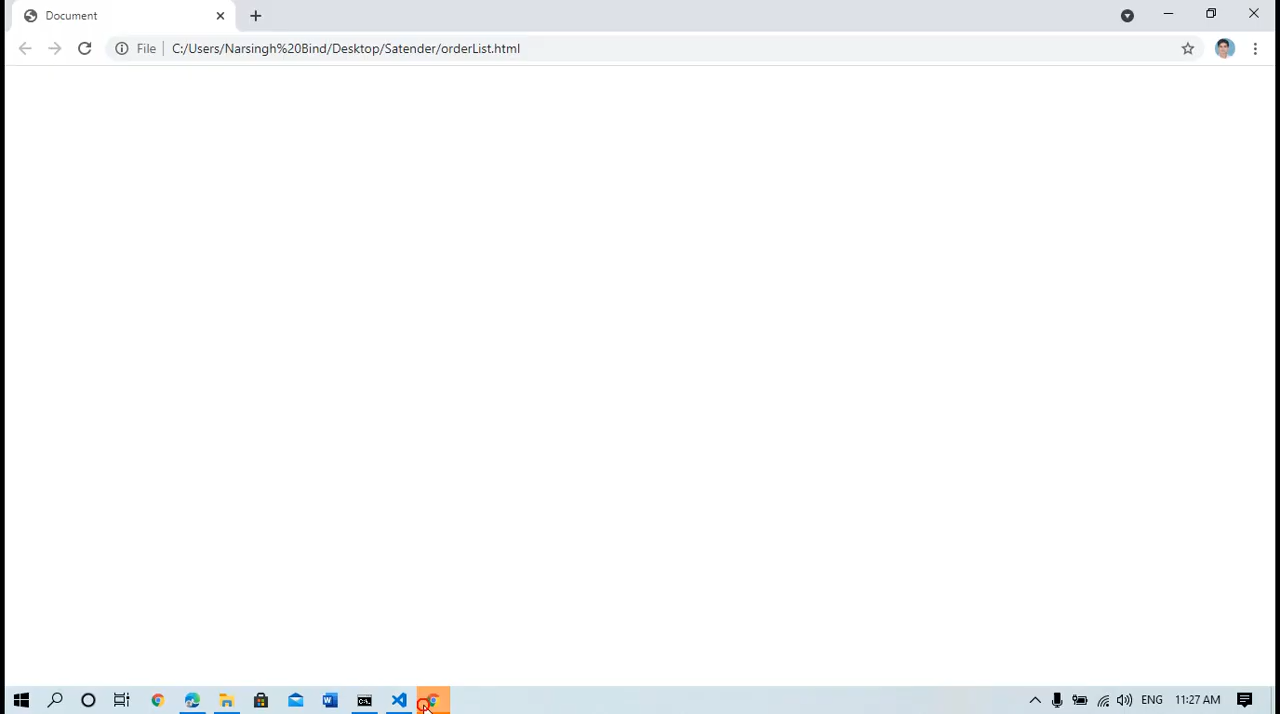 Document
File C:/Users/Narsingh%20Bind/Desktop/Satender/orderList.html
ENG 11:27 AM